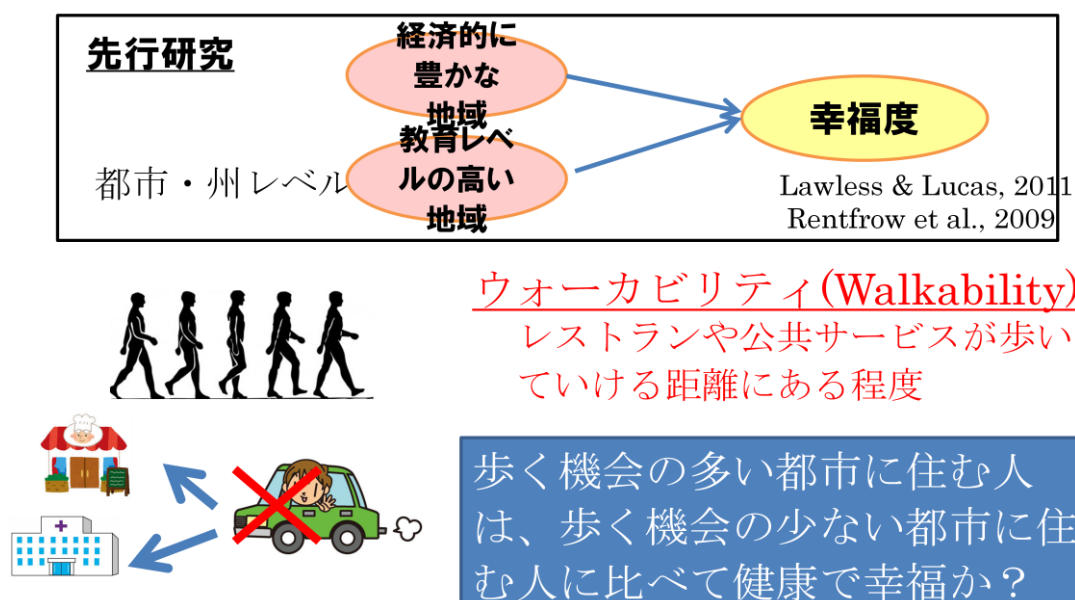 先行研究
経済的に
豊かな
地域
教育レベ
ルの高い
地域
都市・州レベル
幸福度
Lawless & Lucas, 2011
Rentfrow et al., 2009
ウォーカビリティ(Walkability)
レストランや公共サービスが歩い
ていける距離にある程度
歩く機会の多い都市に住む人
は、歩く機会の少ない都市に住
む人に比べて健康で幸福か？